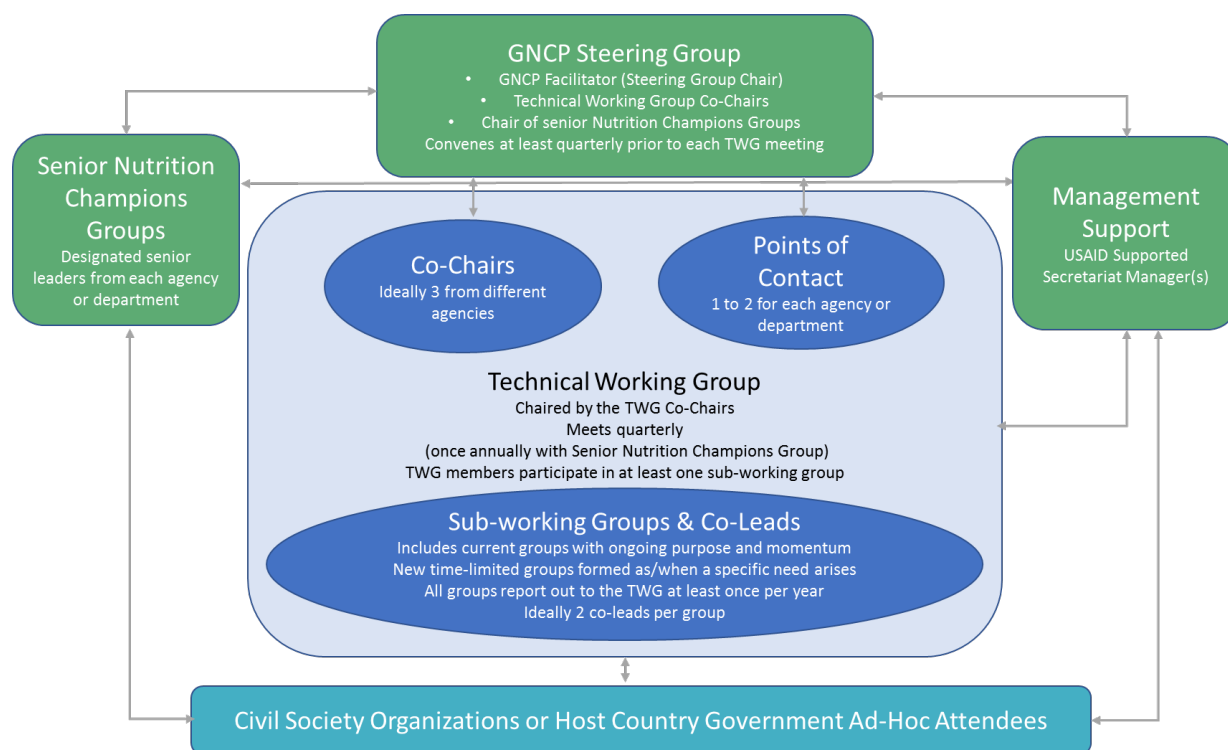 GNCP Steering Group
• GNCP Facilitator (Steering Group Chair)
• Technical Working Group Co-Chairs
• Chair of senior Nutrition Champions Groups
Convenes at least quarterly prior to each TWG meeting
Senior Nutrition
Champions
Groups
Designated senior
leaders from each agency
or department
Management
Support
USAID Supported
Secretariat Manager(s)
Co-Chairs
Ideally 3 from different
agencies
Points of
Contact
1 to 2 for each agency or
department
Technical Working Group
Chaired by the TWG Co-Chairs
Meets quarterly
(once annually with Senior Nutrition Champions Group)
TWG members participate in at least one sub-working group
Sub-working Groups & Co-Leads
Includes current groups with ongoing purpose and momentum
New time-limited groups formed as/when a specific need arises
All groups report out to the TWG at least once per year
Ideally 2 co-leads per group
Civil Society Organizations or Host Country Government Ad-Hoc Attendees